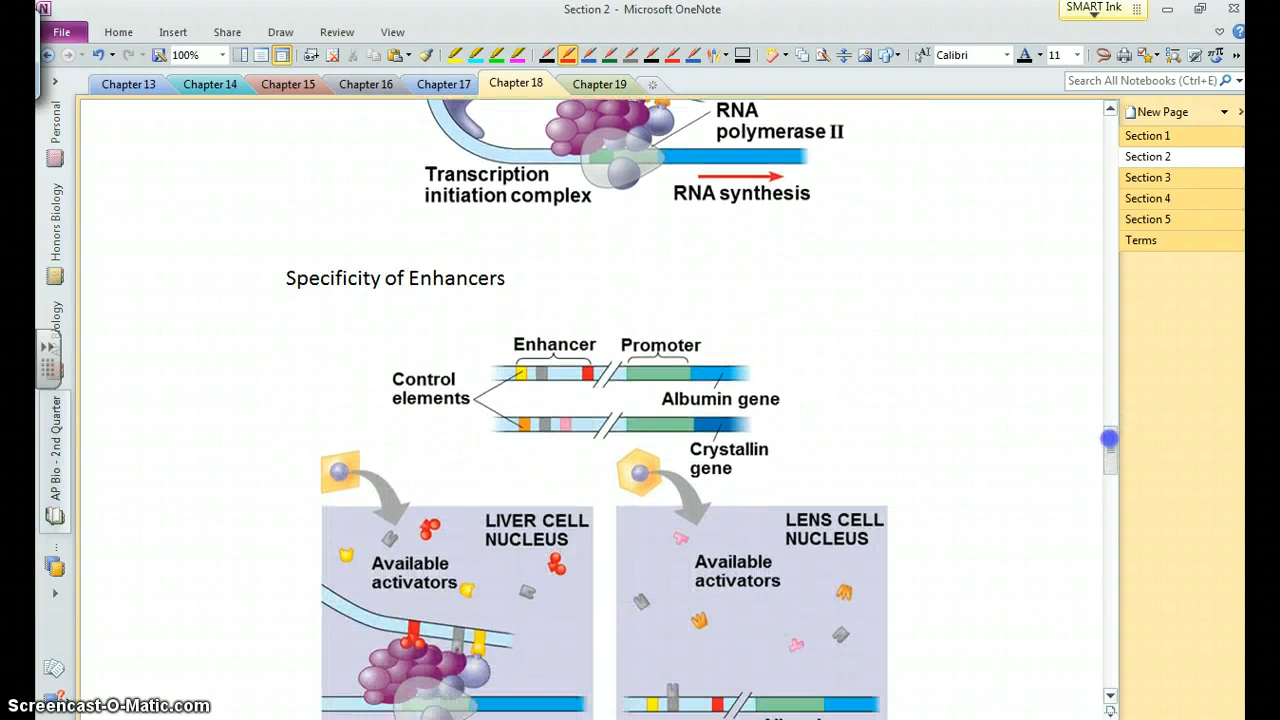 Section 2 - Microsoft OneNote
SMART Ink
File Home Insert Share Draw Review View
100%
Calibri
11
Chapter 13 Chapter 14 Chapter 15 Chapter 16 Chapter 17 Chapter 18 Chapter 19
Search All Notebooks (Ctrl+E)
New Page
Section 1
Section 2
Section 3
Section 4
Section 5
Terms
Personal
Honors Biology
Biology
AP Bio - 2nd Quarter
RNA
polymerase II
Transcription
initiation complex
RNA synthesis
Specificity of Enhancers
Enhancer
Promoter
Control
elements
Albumin gene
Crystallin
gene
LIVER CELL
NUCLEUS
Available
activators
LENS CELL
NUCLEUS
Available
activators
Screencast-O-Matic.com